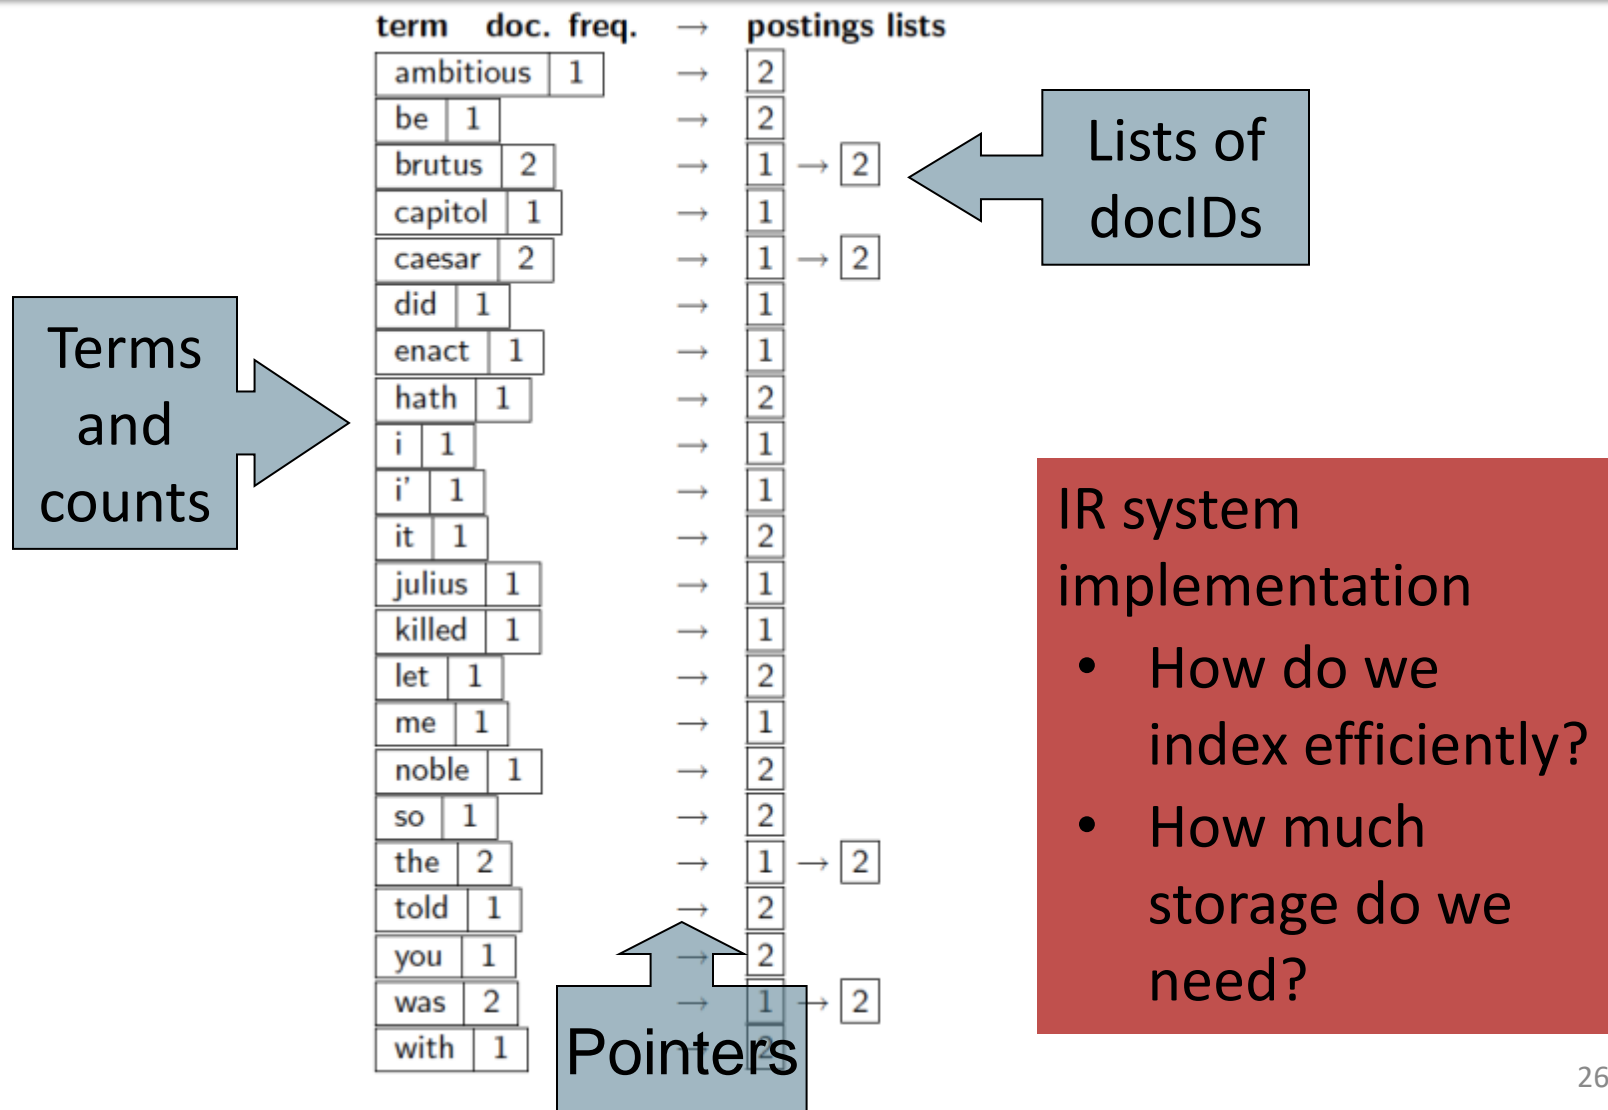 term doc. freq. → postings lists
ambitious 1 → 2
be 1 → 2
brutus 2 → 1 → 2
capitol 1 → 1
caesar 2 → 1 → 2
did 1 → 1
enact 1 → 1
hath 1 → 2
i 1 → 1
i' 1 → 1
it 1 → 2
julius 1 → 1
killed 1 → 1
let 1 → 2
me 1 → 1
noble 1 → 2
so 1 → 2
the 2 → 1 → 2
told 1 → 2
you 1 → 2
was 2 → 1 → 2
with 1 → 2
Lists of
docIDs
Terms
and
counts
Pointers
IR system
implementation
• How do we
index efficiently?
• How much
storage do we
need?
26